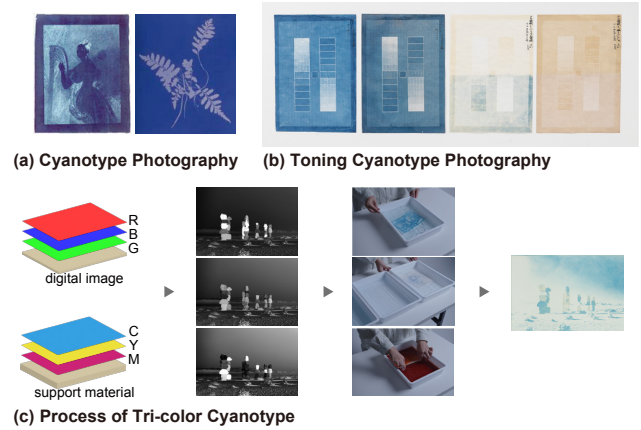 (a) Cyanotype Photography
(b) Toning Cyanotype Photography
R
B
G
digital image
C
Y
M
support material
(c) Process of Tri-color Cyanotype